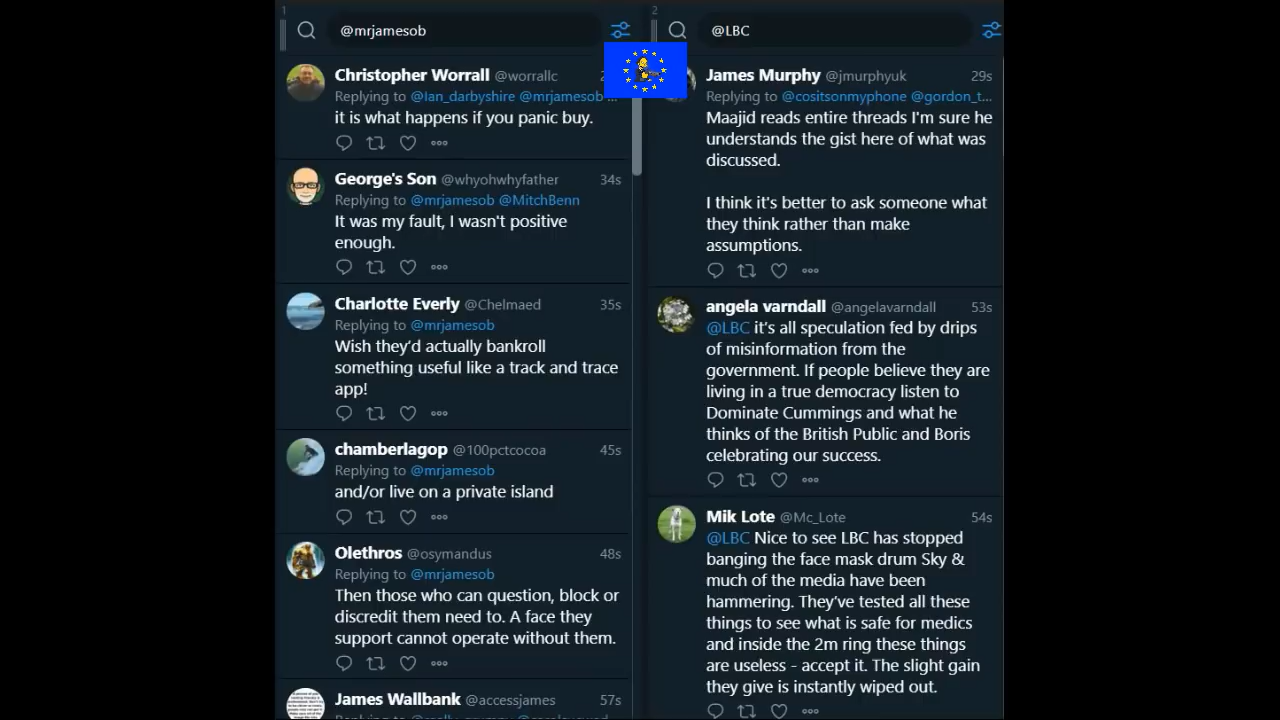 1
@mrjamesob
Christopher Worrall @worrallc
Replying to @Ian_darbyshire @mrjamesob
it is what happens if you panic buy.
George's Son @whyohwhyfather 34s
Replying to @mrjamesob @MitchBenn
It was my fault, I wasn't positive
enough.
Charlotte Everly @Chelmaed 35s
Replying to @mrjamesob
Wish they'd actually bankroll
something useful like a track and trace
app!
chamberlagop @100pctcocoa 45s
Replying to @mrjamesob
and/or live on a private island
Olethros @osymandus 48s
Replying to @mrjamesob
Then those who can question, block or
discredit them need to. A face they
support cannot operate without them.
James Wallbank @accessjames 57s
2
@LBC
James Murphy @jmurphyuk 29s
Replying to @cositsonmyphone @gordon_t...
Maajid reads entire threads I'm sure he
understands the gist here of what was
discussed.
I think it's better to ask someone what
they think rather than make
assumptions.
angela varndall @angelavarndall 53s
@LBC it's all speculation fed by drips
of misinformation from the
government. If people believe they are
living in a true democracy listen to
Dominate Cummings and what he
thinks of the British Public and Boris
celebrating our success.
Mik Lote @Mc_Lote 54s
@LBC Nice to see LBC has stopped
banging the face mask drum Sky &
much of the media have been
hammering. They've tested all these
things to see what is safe for medics
and inside the 2m ring these things
are useless - accept it. The slight gain
they give is instantly wiped out.